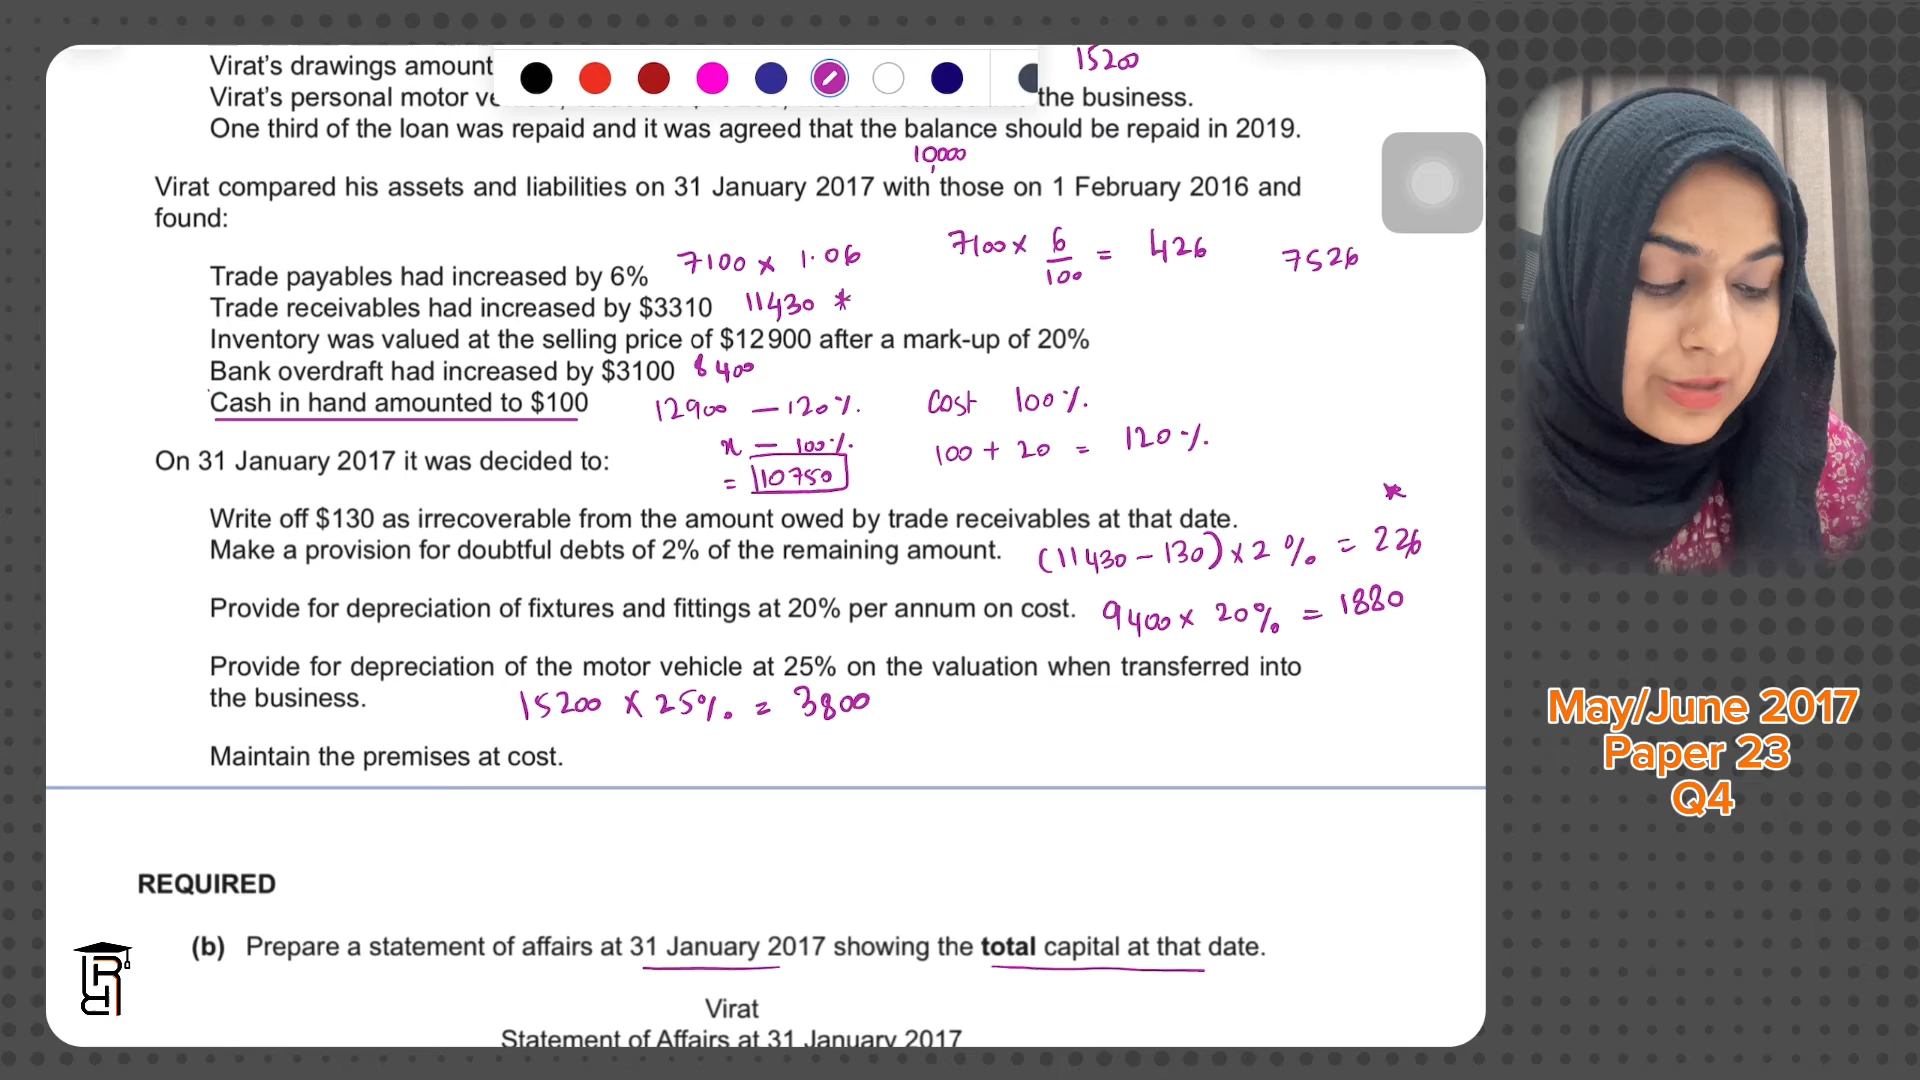 Virat's drawings amount
15200
Virat's personal motor ve
the business.
One third of the loan was repaid and it was agreed that the balance should be repaid in 2019.
10,000
Virat compared his assets and liabilities on 31 January 2017 with those on 1 February 2016 and
found:
Trade payables had increased by 6% 7100 x 1.06 7100 x 6/100 = 426 7526
Trade receivables had increased by $3310 11430 *
Inventory was valued at the selling price of $12 900 after a mark-up of 20%
Bank overdraft had increased by $3100 8400
Cash in hand amounted to $100 12900 — 120%. Cost 100%.
x — 100%. 100 + 20 = 120%.
On 31 January 2017 it was decided to:
= 10750
*
Write off $130 as irrecoverable from the amount owed by trade receivables at that date.
Make a provision for doubtful debts of 2% of the remaining amount. (11430 - 130) x 2% = 226
Provide for depreciation of fixtures and fittings at 20% per annum on cost. 9400 x 20% = 1880
Provide for depreciation of the motor vehicle at 25% on the valuation when transferred into
the business. 15200 x 25%. = 3800
Maintain the premises at cost.
May/June 2017
Paper 23
Q4
REQUIRED
(b) Prepare a statement of affairs at 31 January 2017 showing the total capital at that date.
Virat
Statement of Affairs at 31 January 2017